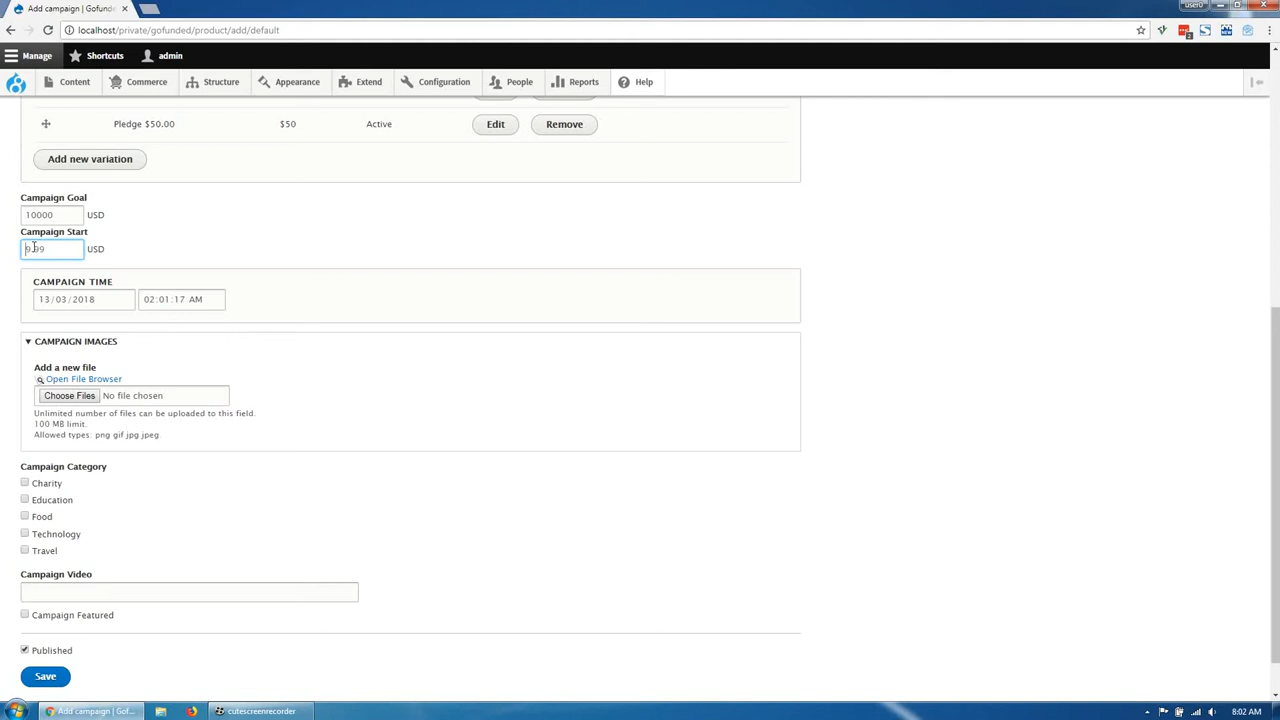 Add campaign | Gofund
user0
localhost/private/gofunded/product/add/default
2
Manage
Shortcuts
admin
Content
Commerce
Structure
Appearance
Extend
Configuration
People
Reports
Help
Pledge $50.00
$50
Active
Edit
Remove
Add new variation
Campaign Goal
10000
USD
Campaign Start
9.99
USD
CAMPAIGN TIME
13/03/2018
02:01:17 AM
CAMPAIGN IMAGES
Add a new file
Open File Browser
Choose Files
No file chosen
Unlimited number of files can be uploaded to this field.
100 MB limit.
Allowed types: png gif jpg jpeg.
Campaign Category
Charity
Education
Food
Technology
Travel
Campaign Video
Campaign Featured
Published
Save
Add campaign | Gof...
cutescreenrecorder
8:02 AM